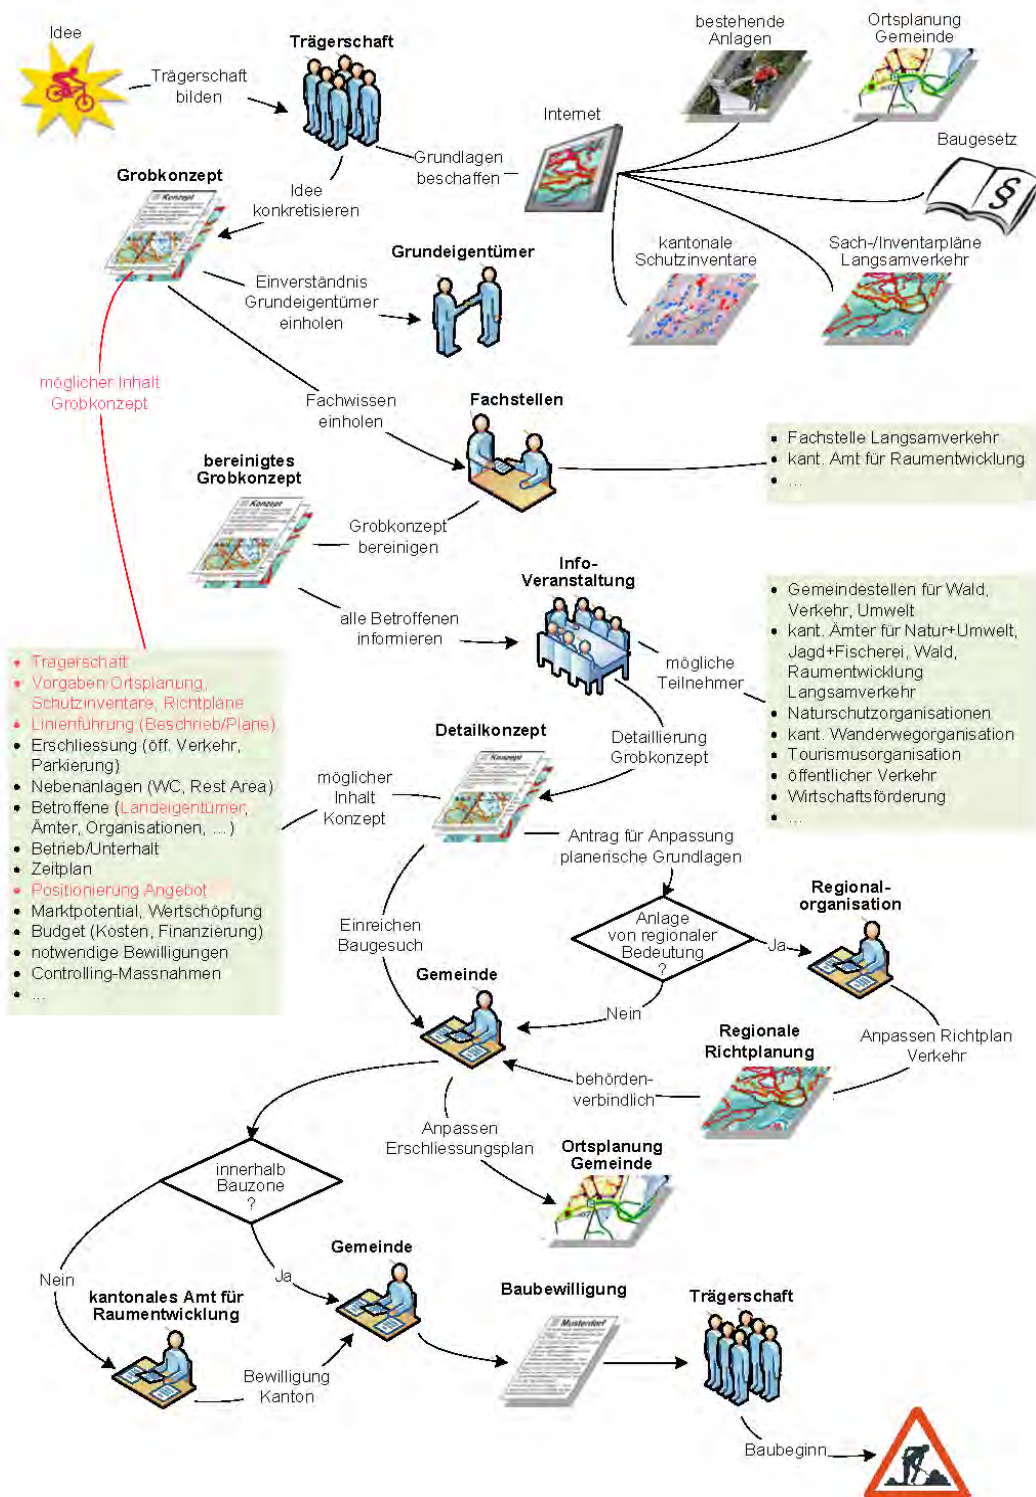 Idee
Trägerschaft
bilden
Trägerschaft
bestehende
Anlagen
Ortsplanung
Gemeinde
Internet
Baugesetz
§
Grundlagen
beschaffen
Idee
konkretisieren
Grobkonzept
Konzept
kantonale
Schutzinventare
Sach-/Inventarpläne
Langsamverkehr
Grundeigentümer
Einverständnis
Grundeigentümer
einholen
möglicher Inhalt
Grobkonzept
Fachwissen
einholen
Fachstellen
• Fachstelle Langsamverkehr
• kant. Amt für Raumentwicklung
• ...
bereinigtes
Grobkonzept
Konzept
Grobkonzept
bereinigen
Info-
Veranstaltung
alle Betroffenen
informieren
mögliche
Teilnehmer
• Gemeindestellen für Wald,
Verkehr, Umwelt
• kant. Ämter für Natur+Umwelt,
Jagd+Fischerei, Wald,
Raumentwicklung
Langsamverkehr
• Naturschutzorganisationen
• kant. Wanderwegorganisation
• Tourismusorganisation
• öffentlicher Verkehr
• Wirtschaftsförderung
• ...
• Trägerschaft
• Vorgaben Ortsplanung,
Schutzinventare, Richtpläne
• Linienführung (Beschrieb/Pläne)
• Erschliessung (öff. Verkehr,
Parkierung)
• Nebenanlagen (WC, Rest Area)
• Betroffene (Landeigentümer,
Ämter, Organisationen, ....)
• Betrieb/Unterhalt
• Zeitplan
• Positionierung Angebot
• Marktpotential, Wertschöpfung
• Budget (Kosten, Finanzierung)
• notwendige Bewilligungen
• Controlling-Massnahmen
• ...
Detaillierung
Grobkonzept
Detailkonzept
Konzept
möglicher
Inhalt
Konzept
Antrag für Anpassung
planerische Grundlagen
Einreichen
Baugesuch
Anlage
von regionaler
Bedeutung
?
Ja
Regional-
organisation
Nein
Gemeinde
Anpassen Richtplan
Verkehr
Regionale
Richtplanung
behörden-
verbindlich
Anpassen
Erschliessungsplan
Ortsplanung
Gemeinde
innerhalb
Bauzone
?
Nein
Ja
kantonales Amt für
Raumentwicklung
Bewilligung
Kanton
Gemeinde
Baubewilligung
Musterdorf
Trägerschaft
Baubeginn